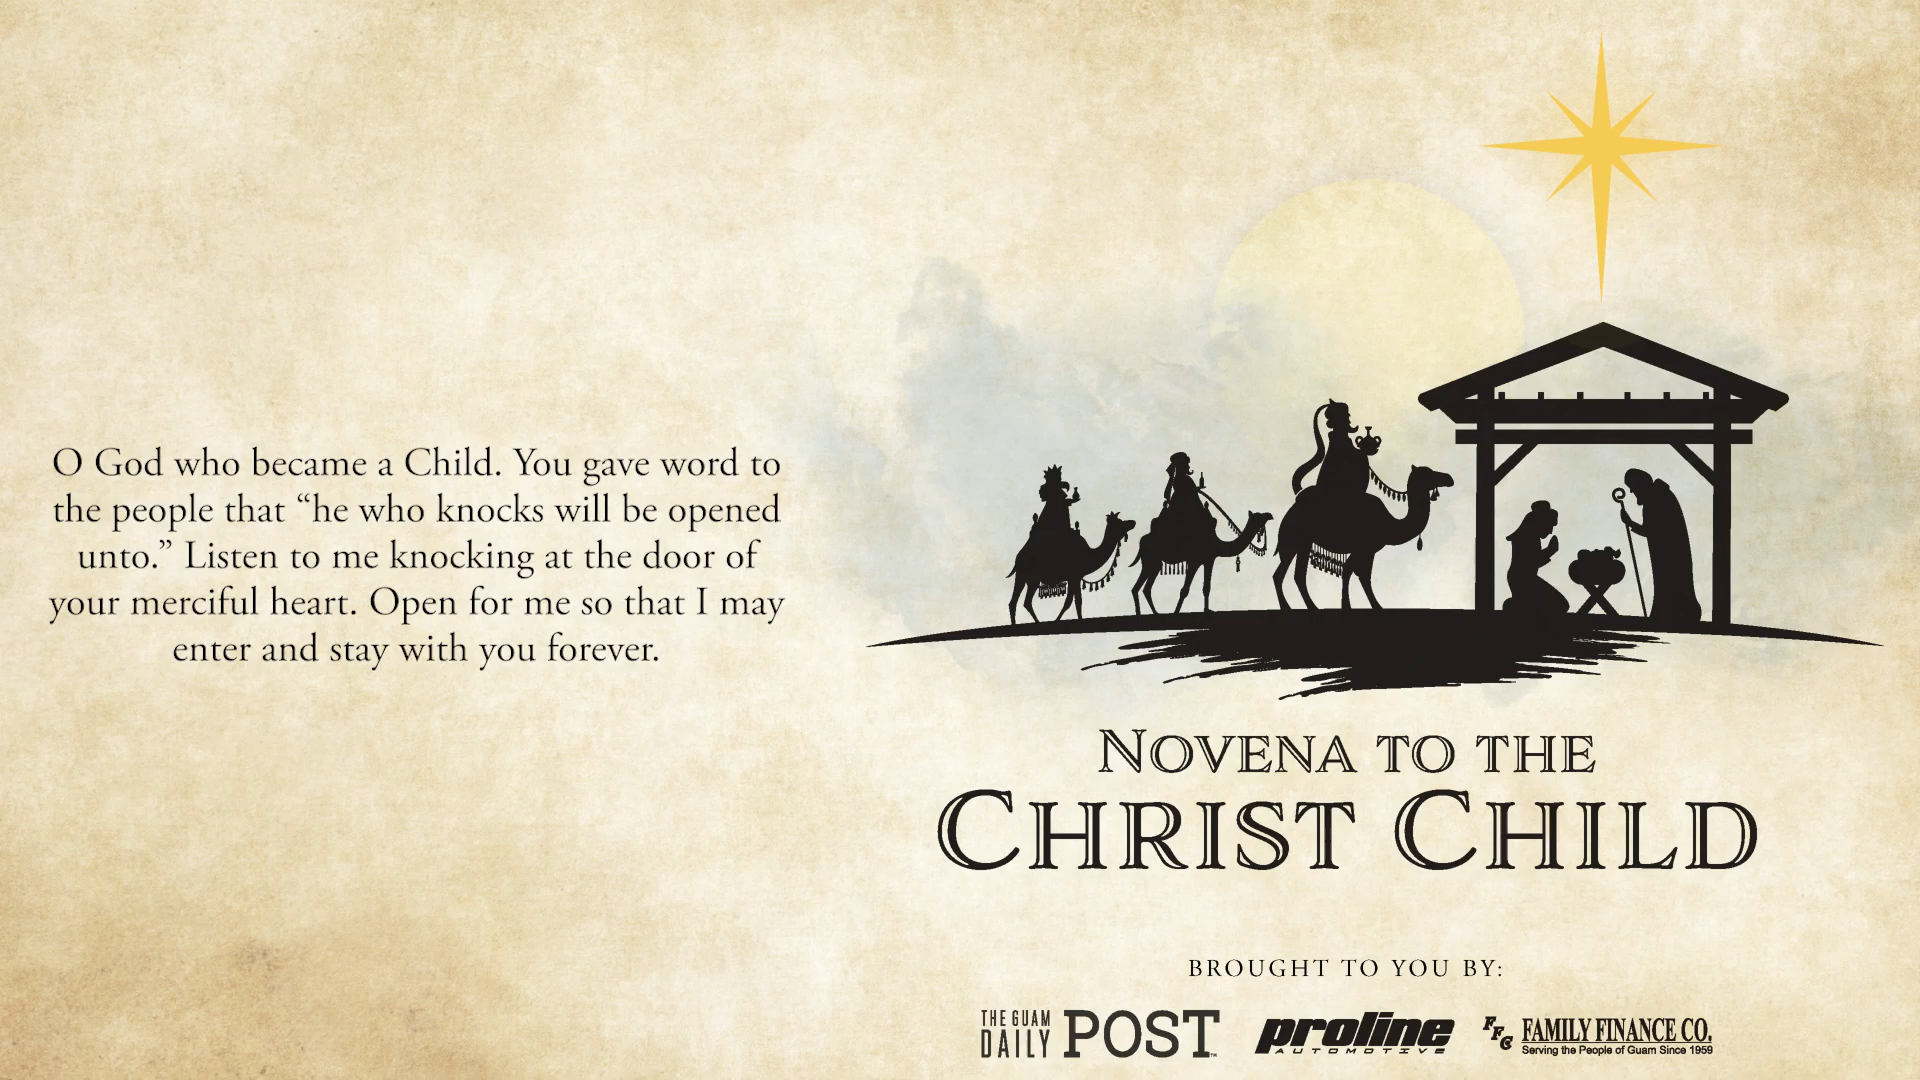 O God who became a Child. You gave word to
the people that “he who knocks will be opened
unto.” Listen to me knocking at the door of
your merciful heart. Open for me so that I may
enter and stay with you forever.
NOVENA TO THE
CHRIST CHILD
BROUGHT TO YOU BY:
THE GUAM
DAILY POST
proline
AUTOMOTIVE
FFC FAMILY FINANCE CO.
Serving the People of Guam Since 1959